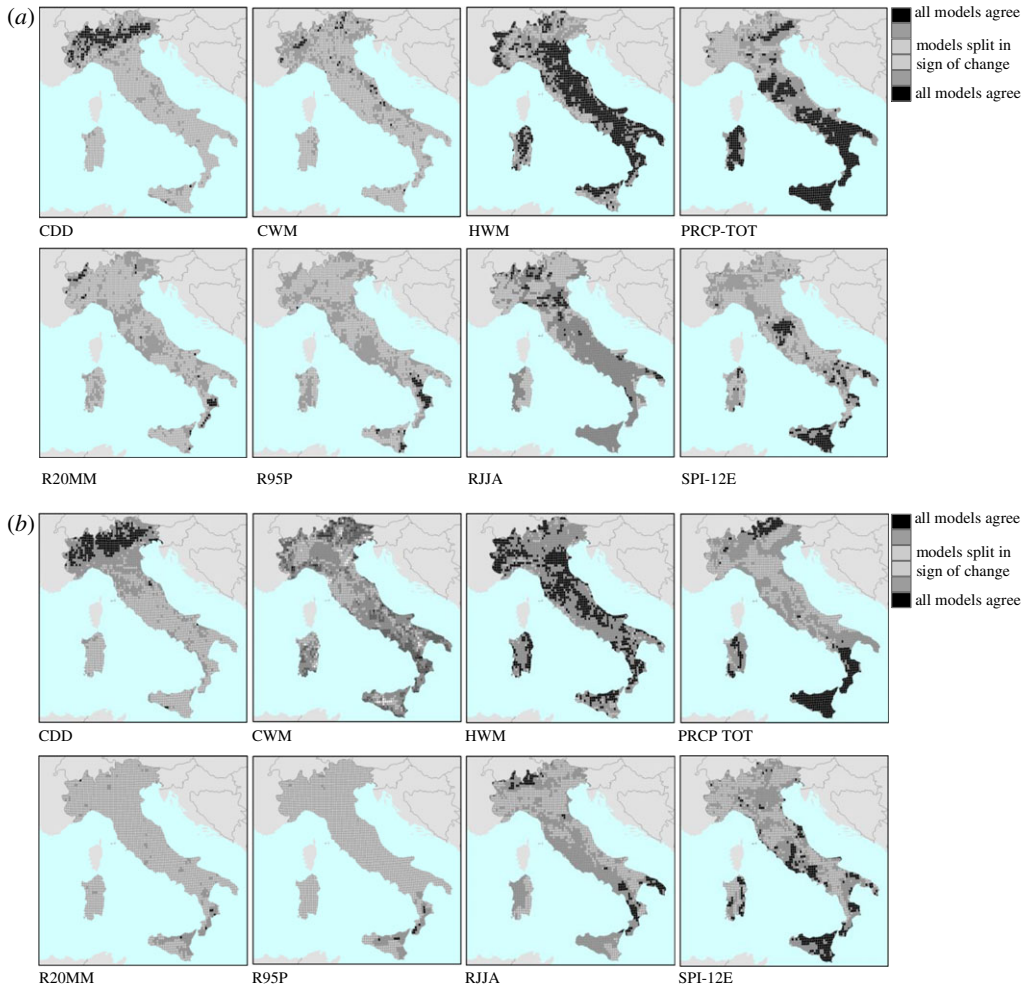 (a)
all models agree
models split in
sign of change
all models agree
CDD
CWM
HWM
PRCP-TOT
R20MM
R95P
RJJA
SPI-12E
(b)
all models agree
models split in
sign of change
all models agree
CDD
CWM
HWM
PRCP TOT
R20MM
R95P
RJJA
SPI-12E